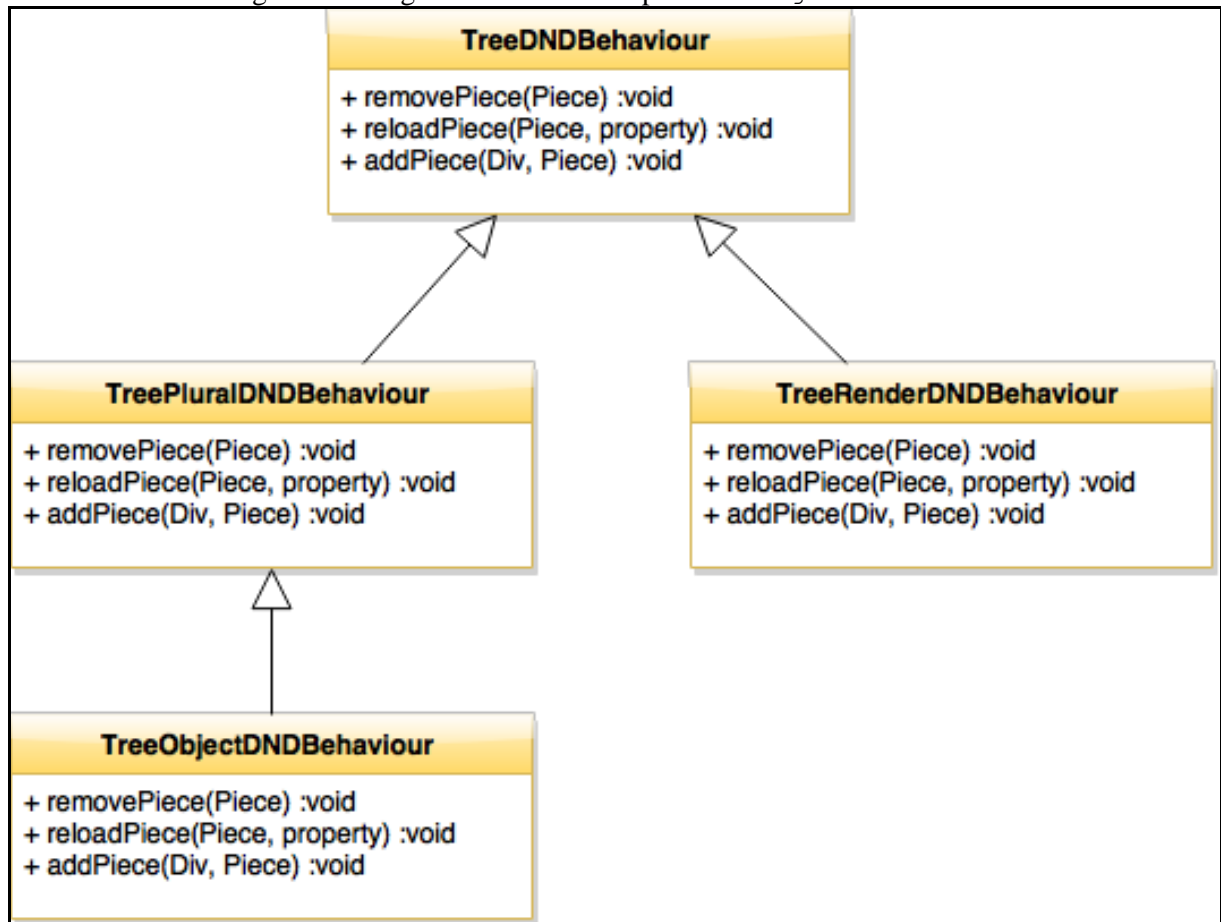 TreeDNDBehaviour
+ removePiece(Piece) :void
+ reloadPiece(Piece, property) :void
+ addPiece(Div, Piece) :void
TreePluralDNDBehaviour
+ removePiece(Piece) :void
+ reloadPiece(Piece, property) :void
+ addPiece(Div, Piece) :void
TreeRenderDNDBehaviour
+ removePiece(Piece) :void
+ reloadPiece(Piece, property) :void
+ addPiece(Div, Piece) :void
TreeObjectDNDBehaviour
+ removePiece(Piece) :void
+ reloadPiece(Piece, property) :void
+ addPiece(Div, Piece) :void